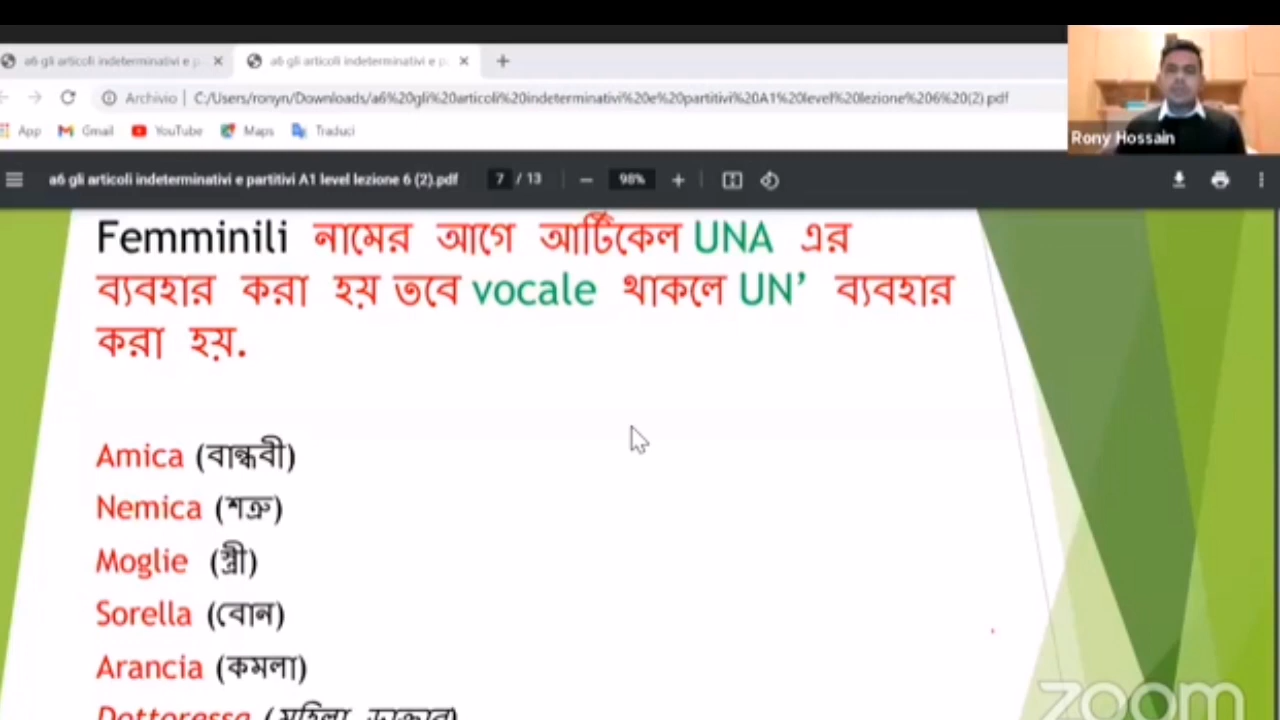 a6 gli articoli indeterminativi e p
a6 gli articoli indeterminativi e p.
Archivio | C:/Users/ronyn/Downloads/a6%20gli%20articoli%20indeterminativi%20e%20partitivi%20A1%20level%20lezione%206%20(2).pdf
App Gmail YouTube Maps Traduci
Rony Hossain
a6 gli articoli indeterminativi e partitivi A1 level lezione 6 (2).pdf 7 / 13 98%
Femminili নামের আগে আর্টিকেল UNA এর
ব্যবহার করা হয় তবে vocale থাকলে UN’ ব্যবহার
করা হয়.
Amica (বান্ধবী)
Nemica (শত্রু)
Moglie (স্ত্রী)
Sorella (বোন)
Arancia (কমলা)
Dottoressa (মহিলা ডাক্তার)
zoom